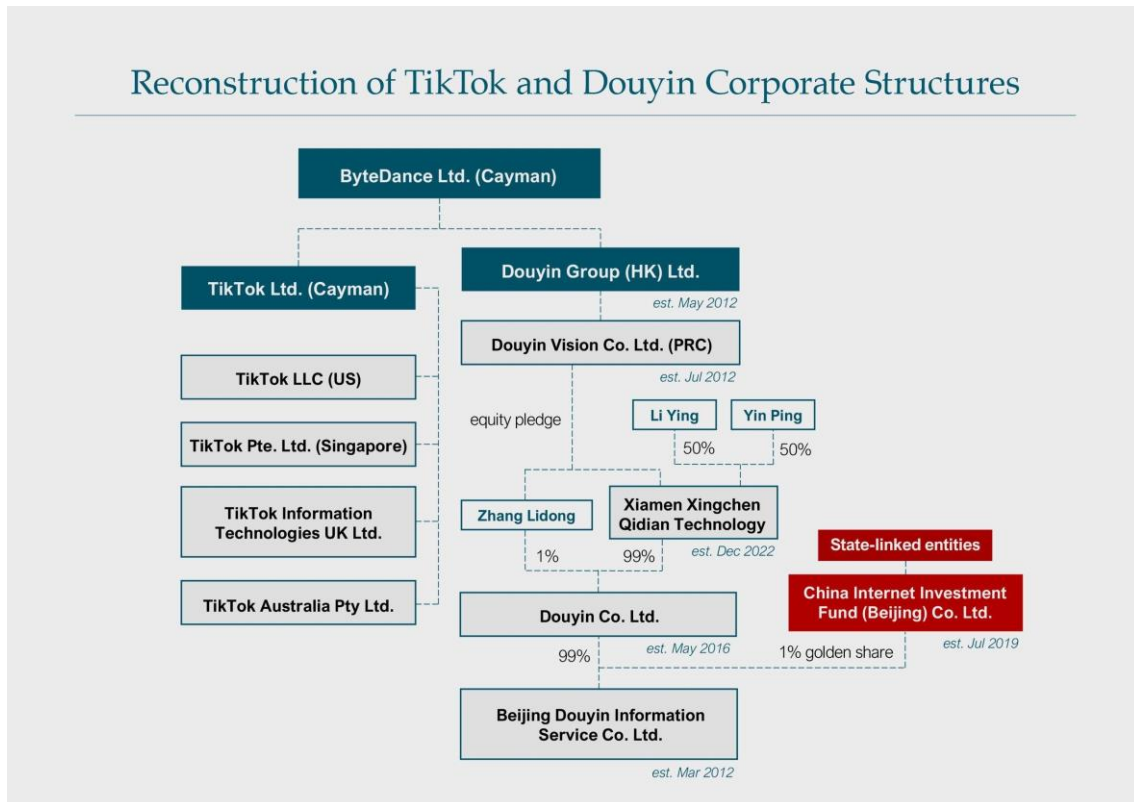 Reconstruction of TikTok and Douyin Corporate Structures
ByteDance Ltd. (Cayman)
TikTok Ltd. (Cayman)
Douyin Group (HK) Ltd.
est. May 2012
Douyin Vision Co. Ltd. (PRC)
est. Jul 2012
TikTok LLC (US)
TikTok Pte. Ltd. (Singapore)
TikTok Information
Technologies UK Ltd.
TikTok Australia Pty Ltd.
equity pledge
Li Ying
Yin Ping
50%
50%
Zhang Lidong
Xiamen Xingchen
Qidian Technology
est. Dec 2022
1%
99%
State-linked entities
China Internet Investment
Fund (Beijing) Co. Ltd.
est. Jul 2019
Douyin Co. Ltd.
est. May 2016
99%
1% golden share
Beijing Douyin Information
Service Co. Ltd.
est. Mar 2012